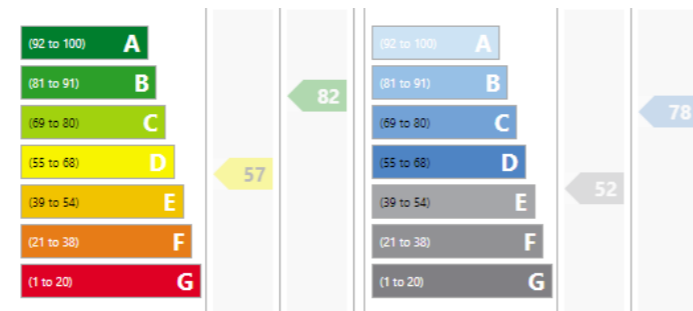 (92 to 100) A
(81 to 91) B
(69 to 80) C
(55 to 68) D
(39 to 54) E
(21 to 38) F
(1 to 20) G
57
82
(92 to 100) A
(81 to 91) B
(69 to 80) C
(55 to 68) D
(39 to 54) E
(21 to 38) F
(1 to 20) G
52
78